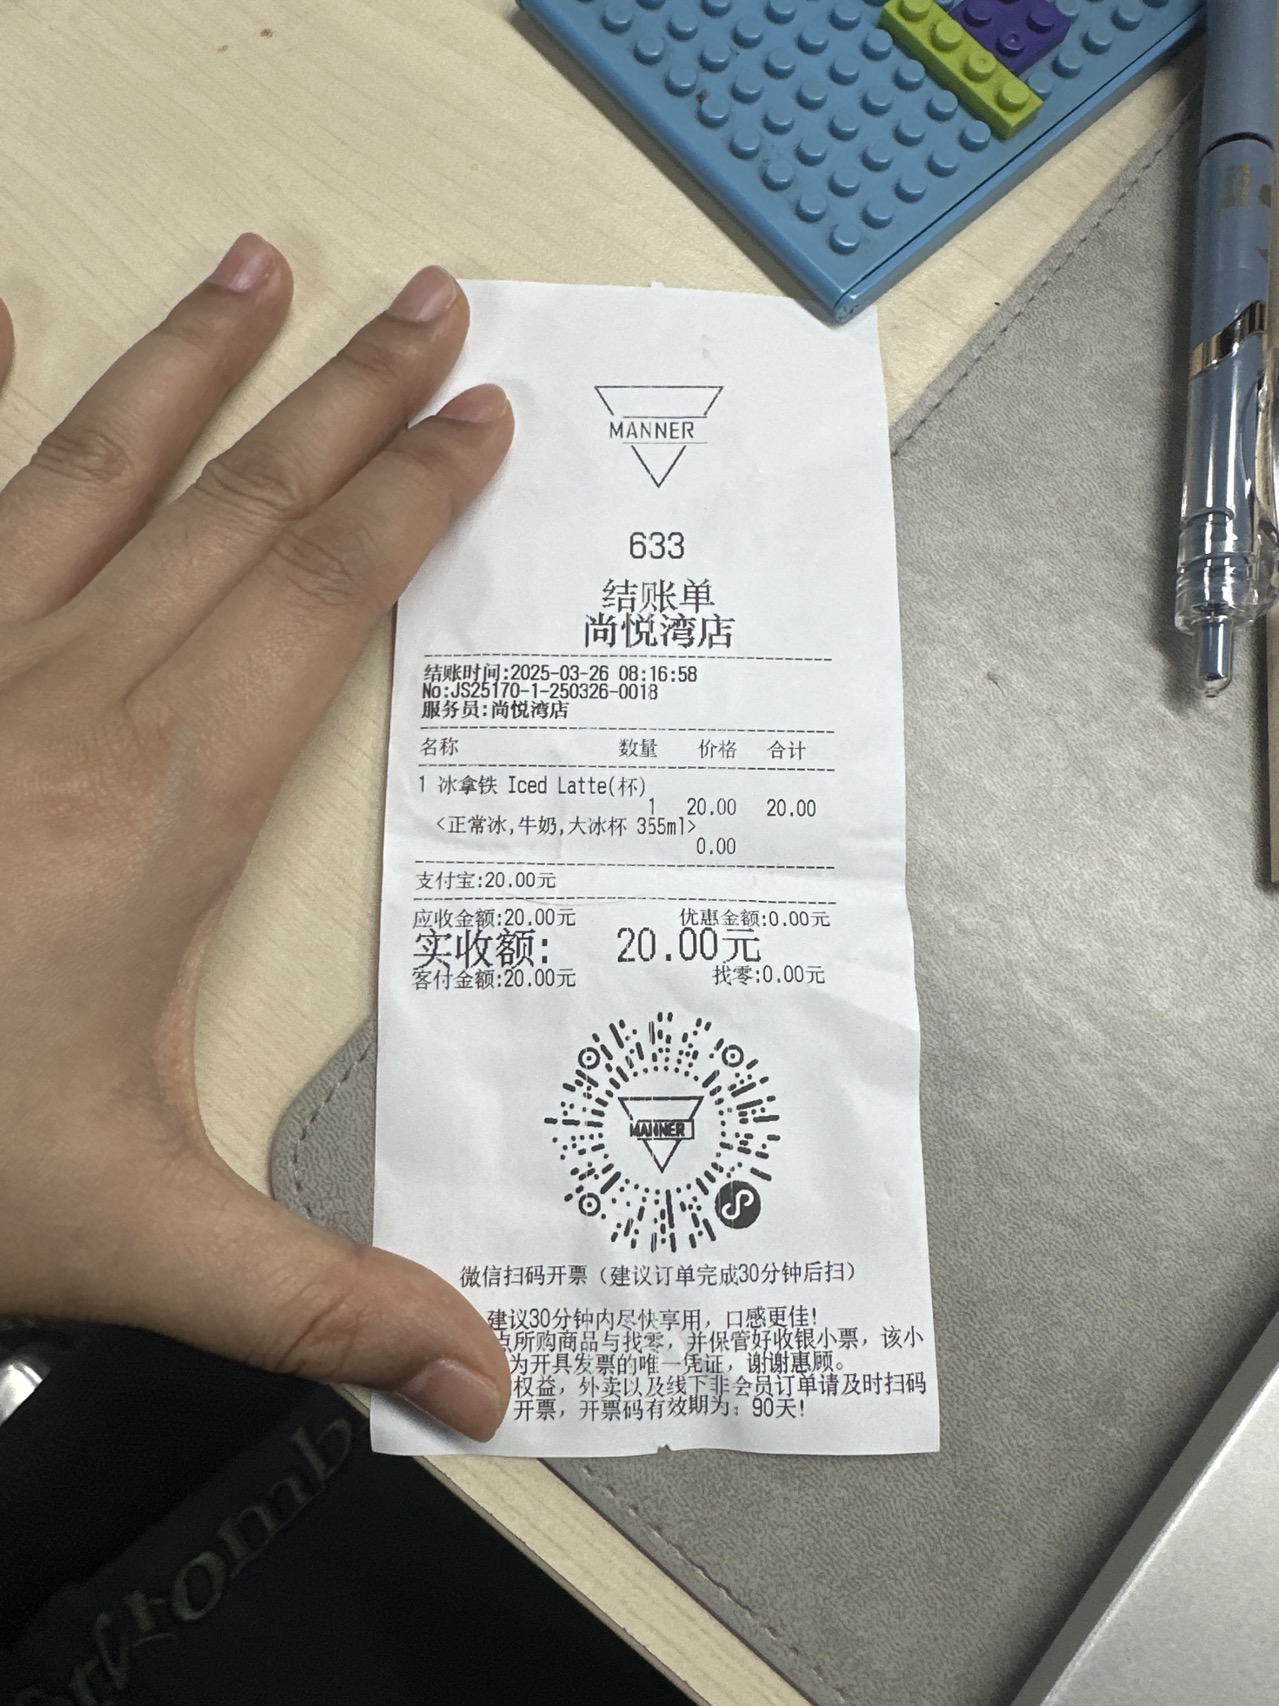 MANNER
633
结账单
尚悦湾店
结账时间:2025-03-26 08:16:58
No:JS25170-1-250326-0018
服务员:尚悦湾店
名称 数量 价格 合计
1 冰拿铁 Iced Latte(杯)
1 20.00 20.00
<正常冰,牛奶,大冰杯 355ml>
0.00
支付宝:20.00元
应收金额:20.00元 优惠金额:0.00元
实收额: 20.00元
客付金额:20.00元 找零:0.00元
MANNER
微信扫码开票（建议订单完成30分钟后扫）
建议30分钟内尽快享用，口感更佳!
点所购商品与找零，并保管好收银小票，该小
为开具发票的唯一凭证，谢谢惠顾。
权益，外卖以及线下非会员订单请及时扫码
开票，开票码有效期为：90天!